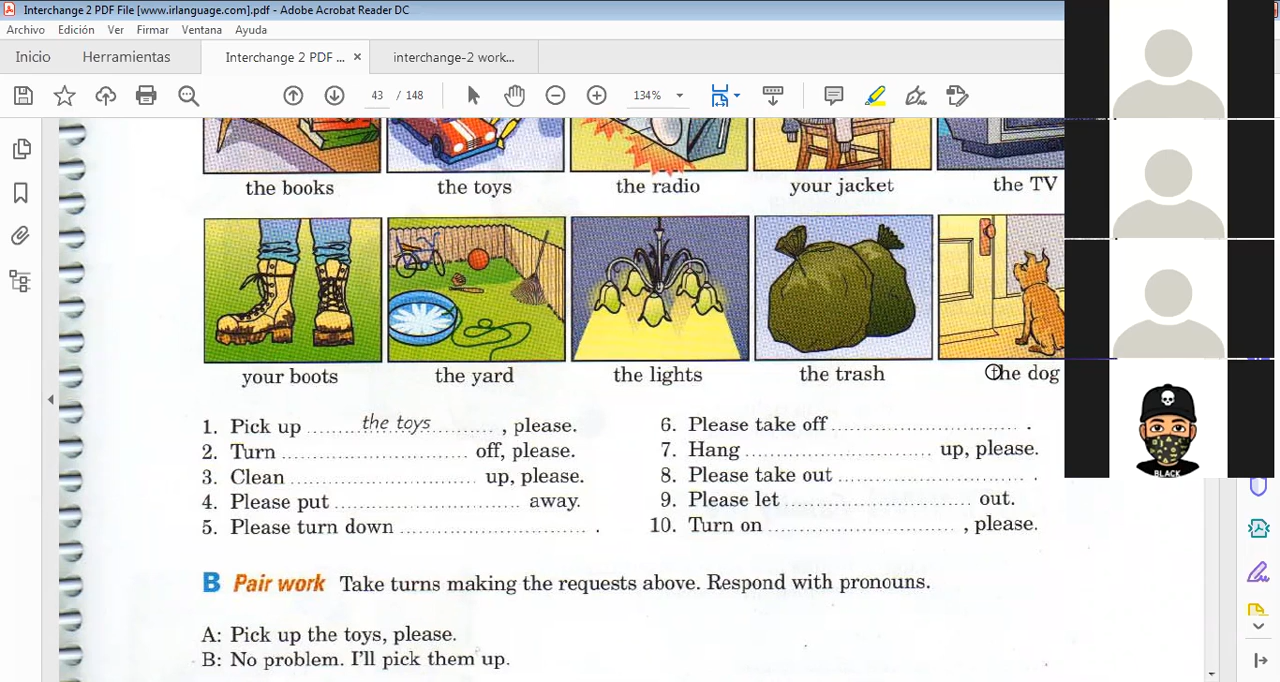 Interchange 2 PDF File [www.irlanguage.com].pdf - Adobe Acrobat Reader DC
Archivo Edición Ver Firmar Ventana Ayuda
Inicio Herramientas Interchange 2 PDF ... × interchange-2 work...
43 / 148 134%
the books the toys the radio your jacket the TV
your boots the yard the lights the trash the dog
1. Pick up ... the toys ... , please.
2. Turn ... off, please.
3. Clean ... up, please.
4. Please put ... away.
5. Please turn down ... .
6. Please take off ... .
7. Hang ... up, please.
8. Please take out ... .
9. Please let ... out.
10. Turn on ... , please.
B Pair work Take turns making the requests above. Respond with pronouns.
A: Pick up the toys, please.
B: No problem. I'll pick them up.
BLACK